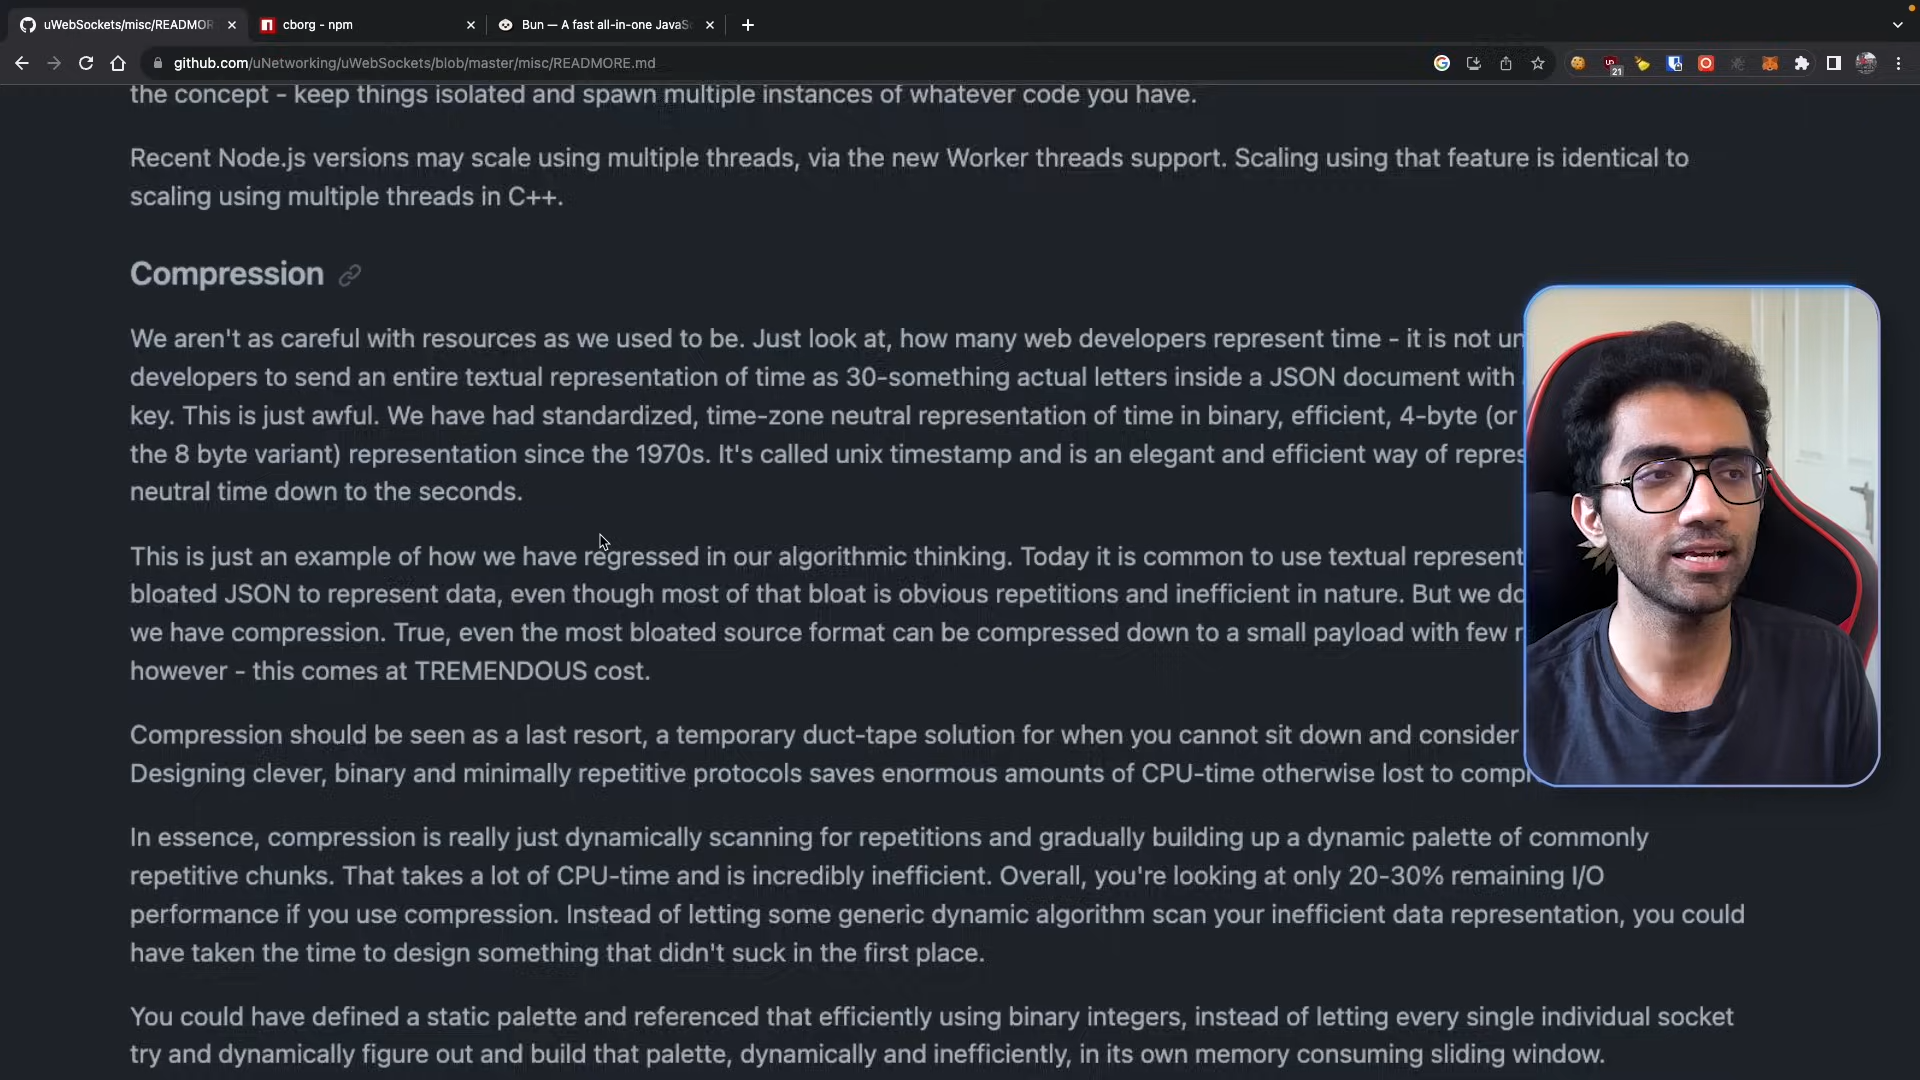 uWebSockets/misc/READMOR
cborg - npm
Bun — A fast all-in-one JavaS
github.com/uNetworking/uWebSockets/blob/master/misc/READMORE.md
21
the concept - keep things isolated and spawn multiple instances of whatever code you have.
Recent Node.js versions may scale using multiple threads, via the new Worker threads support. Scaling using that feature is identical to
scaling using multiple threads in C++.
Compression
We aren't as careful with resources as we used to be. Just look at, how many web developers represent time - it is not un
developers to send an entire textual representation of time as 30-something actual letters inside a JSON document with
key. This is just awful. We have had standardized, time-zone neutral representation of time in binary, efficient, 4-byte (or
the 8 byte variant) representation since the 1970s. It's called unix timestamp and is an elegant and efficient way of repres
neutral time down to the seconds.
This is just an example of how we have regressed in our algorithmic thinking. Today it is common to use textual represent
bloated JSON to represent data, even though most of that bloat is obvious repetitions and inefficient in nature. But we do
we have compression. True, even the most bloated source format can be compressed down to a small payload with few r
however - this comes at TREMENDOUS cost.
Compression should be seen as a last resort, a temporary duct-tape solution for when you cannot sit down and consider
Designing clever, binary and minimally repetitive protocols saves enormous amounts of CPU-time otherwise lost to compr
In essence, compression is really just dynamically scanning for repetitions and gradually building up a dynamic palette of commonly
repetitive chunks. That takes a lot of CPU-time and is incredibly inefficient. Overall, you're looking at only 20-30% remaining I/O
performance if you use compression. Instead of letting some generic dynamic algorithm scan your inefficient data representation, you could
have taken the time to design something that didn't suck in the first place.
You could have defined a static palette and referenced that efficiently using binary integers, instead of letting every single individual socket
try and dynamically figure out and build that palette, dynamically and inefficiently, in its own memory consuming sliding window.